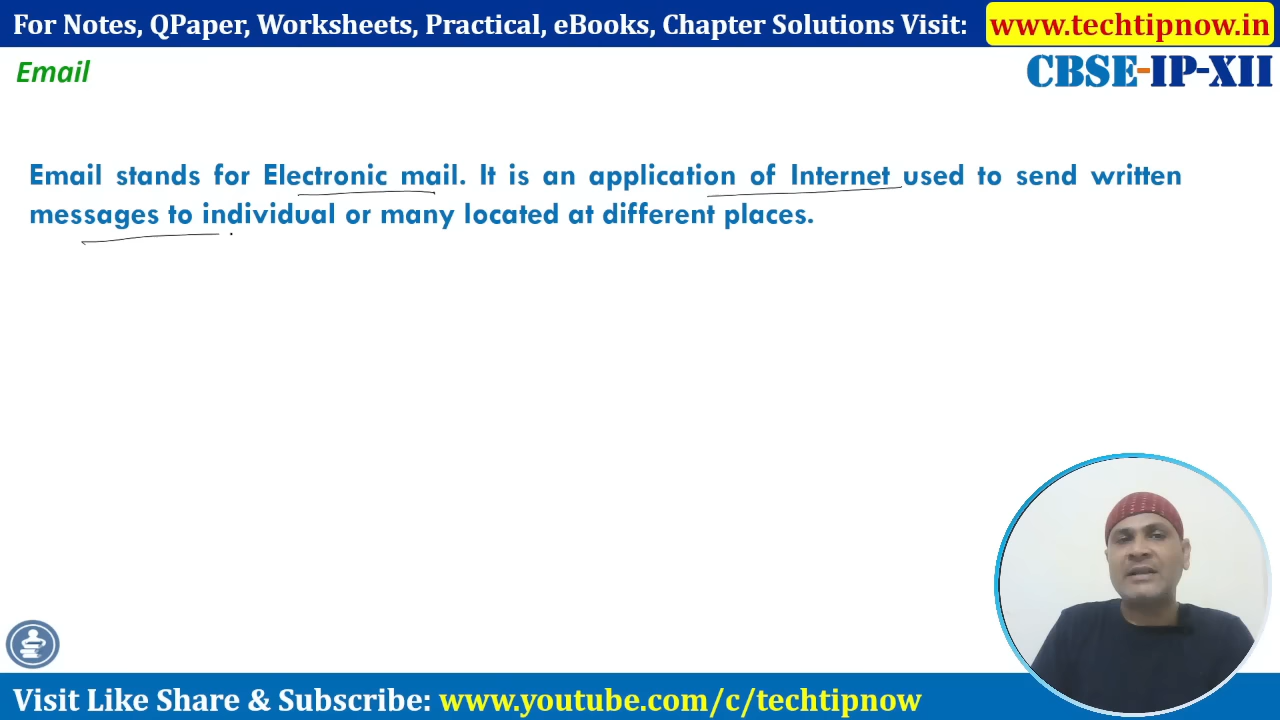 For Notes, QPaper, Worksheets, Practical, eBooks, Chapter Solutions Visit: www.techtipnow.in
Email
CBSE-IP-XII
Email stands for Electronic mail. It is an application of Internet used to send written
messages to individual or many located at different places.
Visit Like Share & Subscribe: www.youtube.com/c/techtipnow